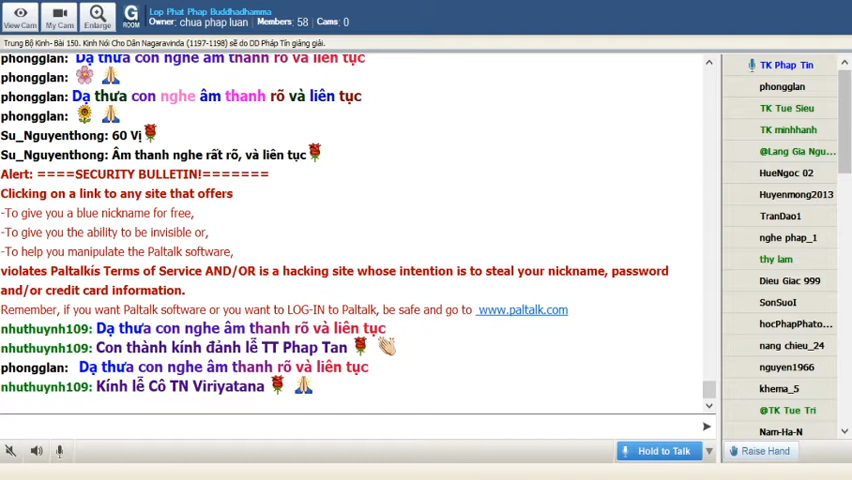 View Cam
My Cam
Enlarge
G
ROOM
Lop Phat Phap Buddhadhamma
Owner: chua phap luan Members: 58 Cams: 0
Trung Bộ Kinh- Bài 150. Kinh Nói Cho Dân Nagaravinda (1197-1198) sẽ do DD Pháp Tín giảng giải.
phongglan: Dạ thưa con nghe âm thanh rõ và liên tục
phongglan:
phongglan: Dạ thưa con nghe âm thanh rõ và liên tục
phongglan:
Su_Nguyenthong: 60 Vị
Su_Nguyenthong: Âm thanh nghe rất rõ, và liên tục
Alert: ====SECURITY BULLETIN!=======
Clicking on a link to any site that offers
-To give you a blue nickname for free,
-To give you the ability to be invisible or,
-To help you manipulate the Paltalk software,
violates Paltalkís Terms of Service AND/OR is a hacking site whose intention is to steal your nickname, password
and/or credit card information.
Remember, if you want Paltalk software or you want to LOG-IN to Paltalk, be safe and go to www.paltalk.com
nhuthuynh109: Dạ thưa con nghe âm thanh rõ và liên tục
nhuthuynh109: Con thành kính đảnh lễ TT Phap Tan
phongglan: Dạ thưa con nghe âm thanh rõ và liên tục
nhuthuynh109: Kính lễ Cô TN Viriyatana
Hold to Talk
TK Phap Tin
phongglan
TK Tue Sieu
TK minhhanh
@Lang Gia Ngu...
HueNgoc 02
Huyenmong2013
TranDao1
nghe phap_1
thy lam
Dieu Giac 999
SonSuoI
hocPhapPhato...
nang chieu_24
nguyen1966
khema_5
@TK Tue Tri
Nam-Ha-N
Raise Hand